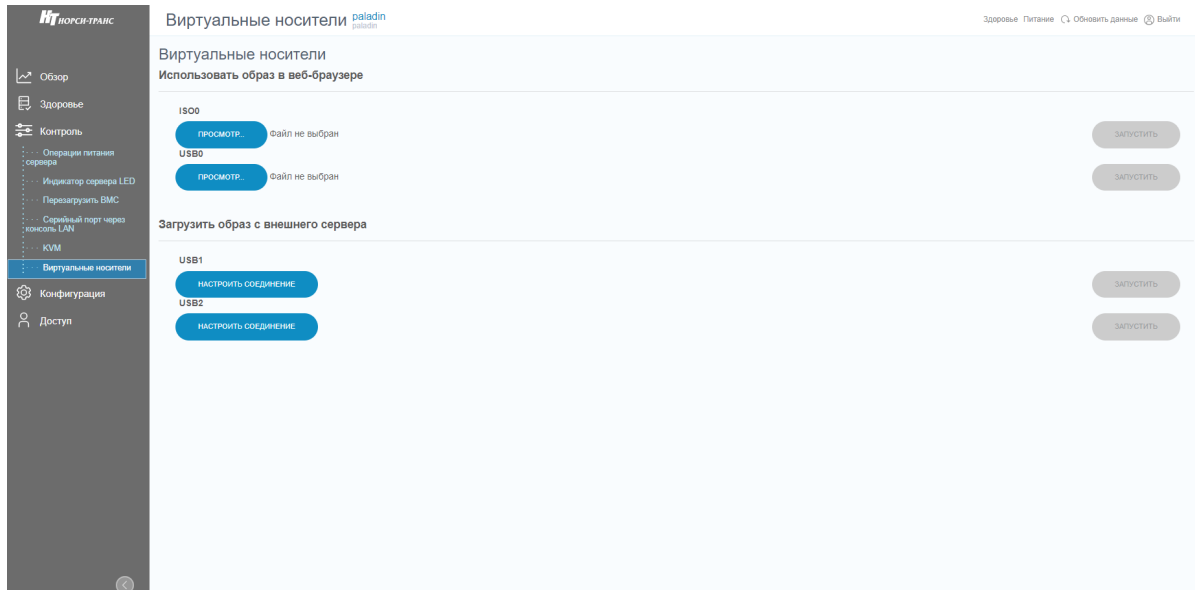 НТ НОРСИ-ТРАНС
Виртуальные носители paladin
paladin
Здоровье Питание Обновить данные Выйти
Обзор
Здоровье
Контроль
Операции питания
сервера
Индикатор сервера LED
Перезагрузить BMC
Серийный порт через
консоль LAN
KVM
Виртуальные носители
Конфигурация
Доступ
Виртуальные носители
Использовать образ в веб-браузере
ISO0
ПРОСМОТР... Файл не выбран ЗАПУСТИТЬ
USB0
ПРОСМОТР... Файл не выбран ЗАПУСТИТЬ
Загрузить образ с внешнего сервера
USB1
НАСТРОИТЬ СОЕДИНЕНИЕ ЗАПУСТИТЬ
USB2
НАСТРОИТЬ СОЕДИНЕНИЕ ЗАПУСТИТЬ